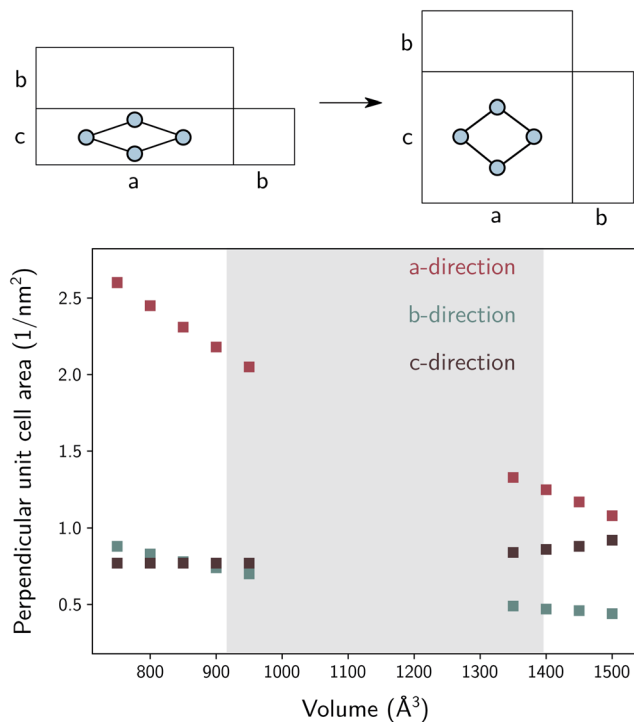 b
b
c
c
a
b
a
b
Perpendicular unit cell area (1/nm²)
a-direction
b-direction
c-direction
2.5
2.0
1.5
1.0
0.5
800 900 1000 1100 1200 1300 1400 1500
Volume (Å³)